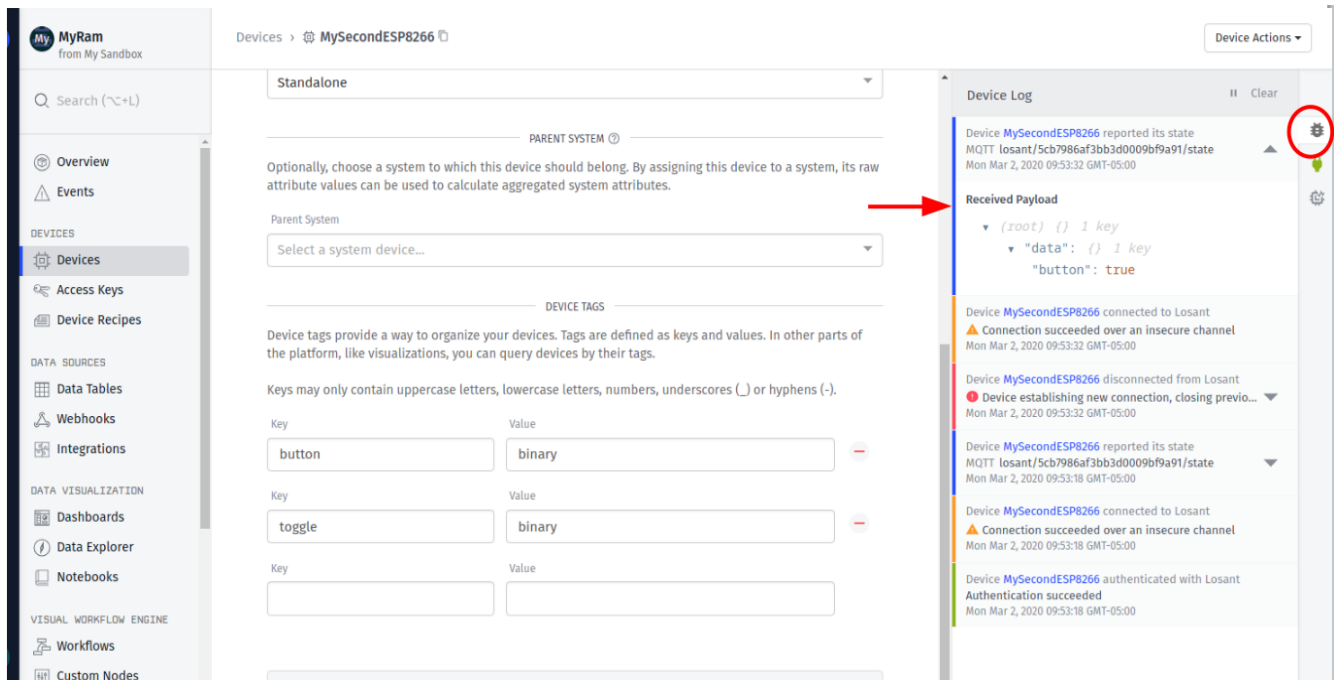 My MyRam
from My Sandbox
Search (⌥+L)
Overview
Events
DEVICES
Devices
Access Keys
Device Recipes
DATA SOURCES
Data Tables
Webhooks
Integrations
DATA VISUALIZATION
Dashboards
Data Explorer
Notebooks
VISUAL WORKFLOW ENGINE
Workflows
Custom Nodes
Devices › MySecondESP8266
Device Actions
Standalone
PARENT SYSTEM
Optionally, choose a system to which this device should belong. By assigning this device to a system, its raw
attribute values can be used to calculate aggregated system attributes.
Parent System
Select a system device...
DEVICE TAGS
Device tags provide a way to organize your devices. Tags are defined as keys and values. In other parts of
the platform, like visualizations, you can query devices by their tags.
Keys may only contain uppercase letters, lowercase letters, numbers, underscores (_) or hyphens (-).
Key Value
button binary
Key Value
toggle binary
Key Value
Device Log
Clear
Device MySecondESP8266 reported its state
MQTT losant/5cb7986af3bb3d0009bf9a91/state
Mon Mar 2, 2020 09:53:32 GMT-05:00
Received Payload
(root) {} 1 key
"data": {} 1 key
"button": true
Device MySecondESP8266 connected to Losant
Connection succeeded over an insecure channel
Mon Mar 2, 2020 09:53:32 GMT-05:00
Device MySecondESP8266 disconnected from Losant
Device establishing new connection, closing previo...
Mon Mar 2, 2020 09:53:32 GMT-05:00
Device MySecondESP8266 reported its state
MQTT losant/5cb7986af3bb3d0009bf9a91/state
Mon Mar 2, 2020 09:53:18 GMT-05:00
Device MySecondESP8266 connected to Losant
Connection succeeded over an insecure channel
Mon Mar 2, 2020 09:53:18 GMT-05:00
Device MySecondESP8266 authenticated with Losant
Authentication succeeded
Mon Mar 2, 2020 09:53:18 GMT-05:00